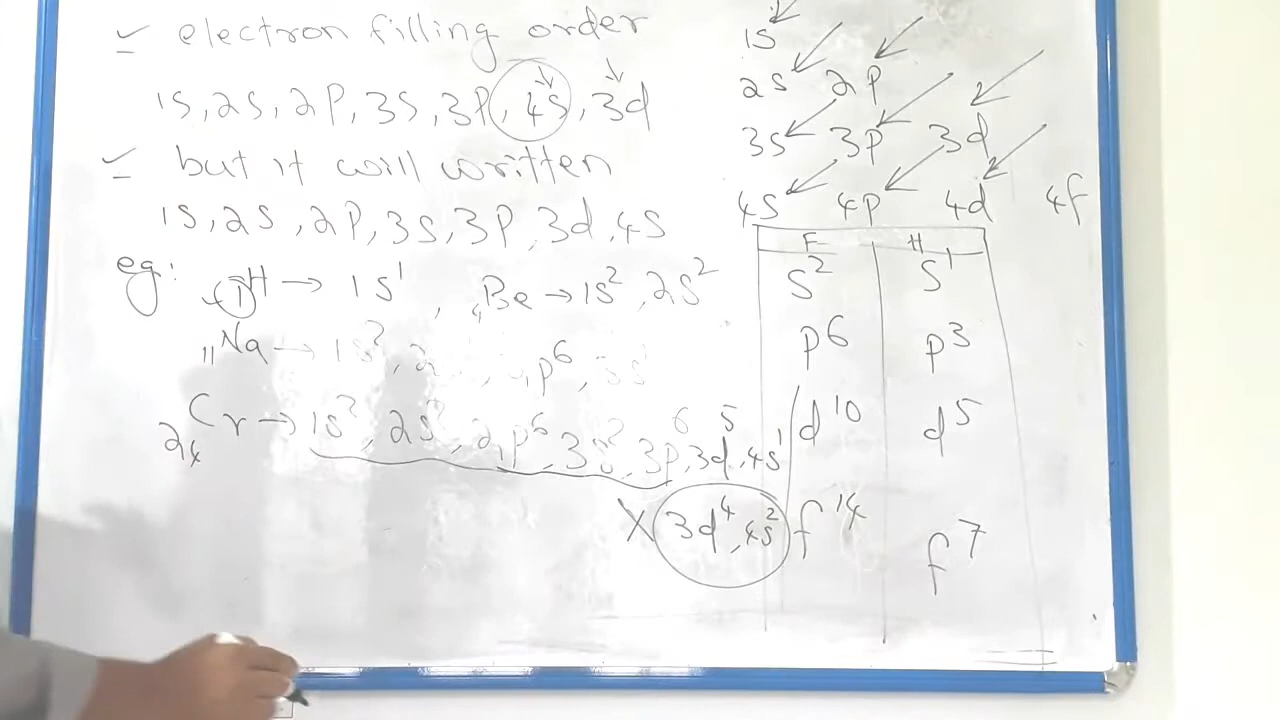 electron filling order
1s, 2s, 2p, 3s, 3p, 4s, 3d
but it will written
1s, 2s, 2p, 3s, 3p, 3d, 4s
eg: ₁H → 1s¹, ₄Be → 1s², 2s²
₁₁Na → 1s², 2 , p⁶, 3s¹
₂₄Cr → 1s², 2s², 2p⁶, 3s², 3p⁶, 3d⁵, 4s¹
X 3d⁴, 4s²
1s
2s 2p
3s 3p 3d
4s 4p 4d 4f
F H
s² s¹
p⁶ p³
d¹⁰ d⁵
f¹⁴ f⁷